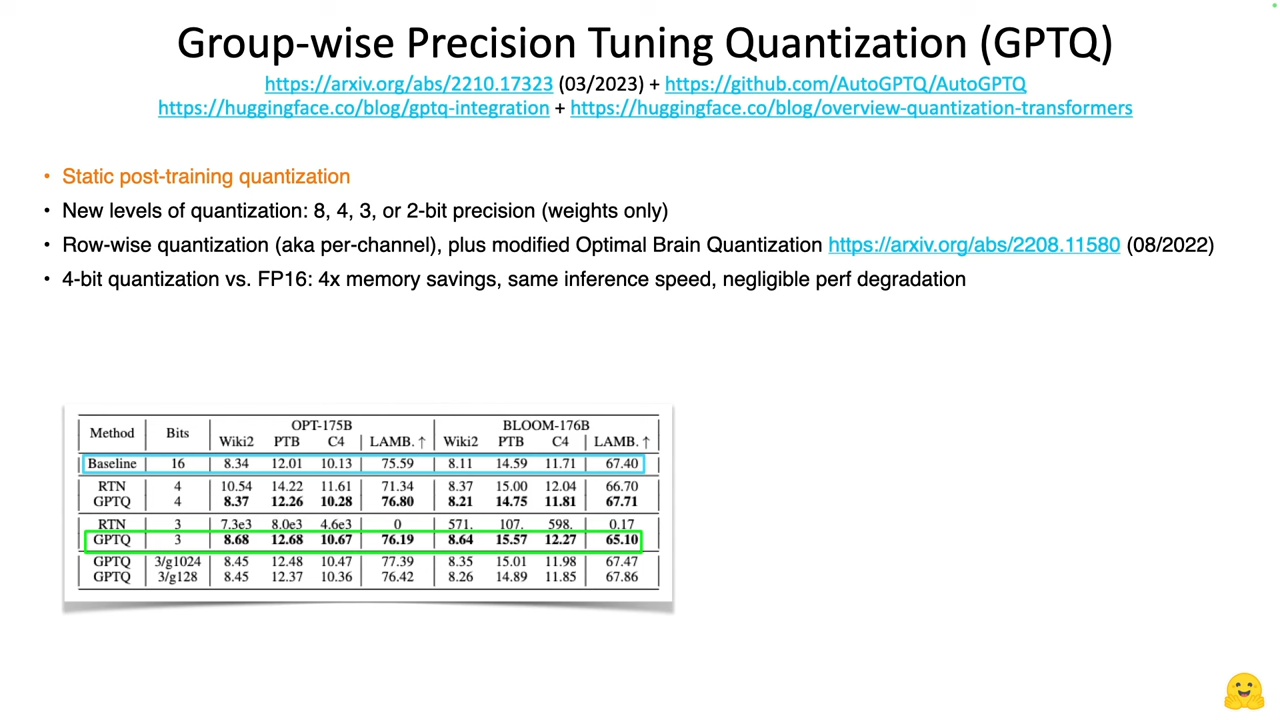 Group-wise Precision Tuning Quantization (GPTQ)
https://arxiv.org/abs/2210.17323 (03/2023) + https://github.com/AutoGPTQ/AutoGPTQ
https://huggingface.co/blog/gptq-integration + https://huggingface.co/blog/overview-quantization-transformers
• Static post-training quantization
• New levels of quantization: 8, 4, 3, or 2-bit precision (weights only)
• Row-wise quantization (aka per-channel), plus modified Optimal Brain Quantization https://arxiv.org/abs/2208.11580 (08/2022)
• 4-bit quantization vs. FP16: 4x memory savings, same inference speed, negligible perf degradation
Method Bits OPT-175B BLOOM-176B
Wiki2 PTB C4 LAMB. ↑ Wiki2 PTB C4 LAMB. ↑
Baseline 16 8.34 12.01 10.13 75.59 8.11 14.59 11.71 67.40
RTN 4 10.54 14.22 11.61 71.34 8.37 15.00 12.04 66.70
GPTQ 4 8.37 12.26 10.28 76.80 8.21 14.75 11.81 67.71
RTN 3 7.3e3 8.0e3 4.6e3 0 571. 107. 598. 0.17
GPTQ 3 8.68 12.68 10.67 76.19 8.64 15.57 12.27 65.10
GPTQ 3/g1024 8.45 12.48 10.47 77.39 8.35 15.01 11.98 67.47
GPTQ 3/g128 8.45 12.37 10.36 76.42 8.26 14.89 11.85 67.86